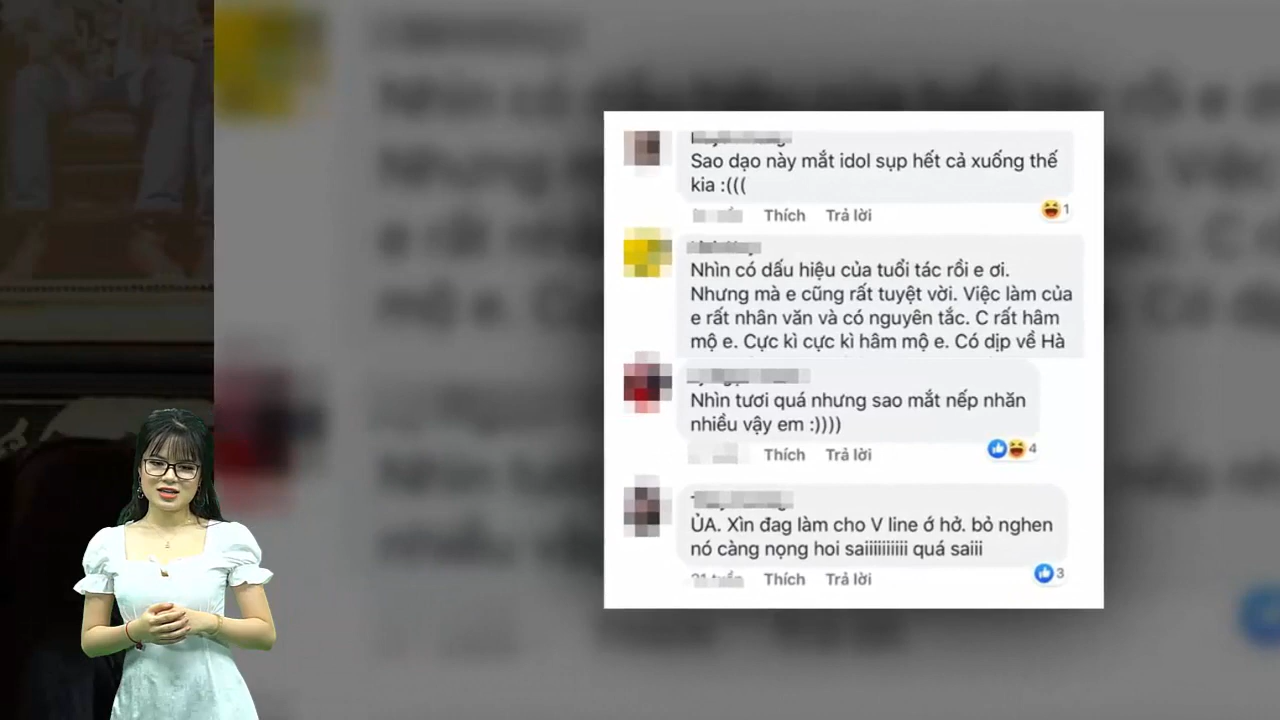 Sao dạo này mắt idol sụp hết cả xuống thế
kia :(((
Thích Trả lời
1
Nhìn có dấu hiệu của tuổi tác rồi e ơi.
Nhưng mà e cũng rất tuyệt vời. Việc làm của
e rất nhân văn và có nguyên tắc. C rất hâm
mộ e. Cực kì cực kì hâm mộ e. Có dịp về Hà
Nhìn tươi quá nhưng sao mắt nếp nhăn
nhiều vậy em :))))
Thích Trả lời
4
ỦA. Xìn đag làm cho V line ớ hở. bỏ nghen
nó càng nọng hoi saiiiiiiiiiii quá saiii
Thích Trả lời
3